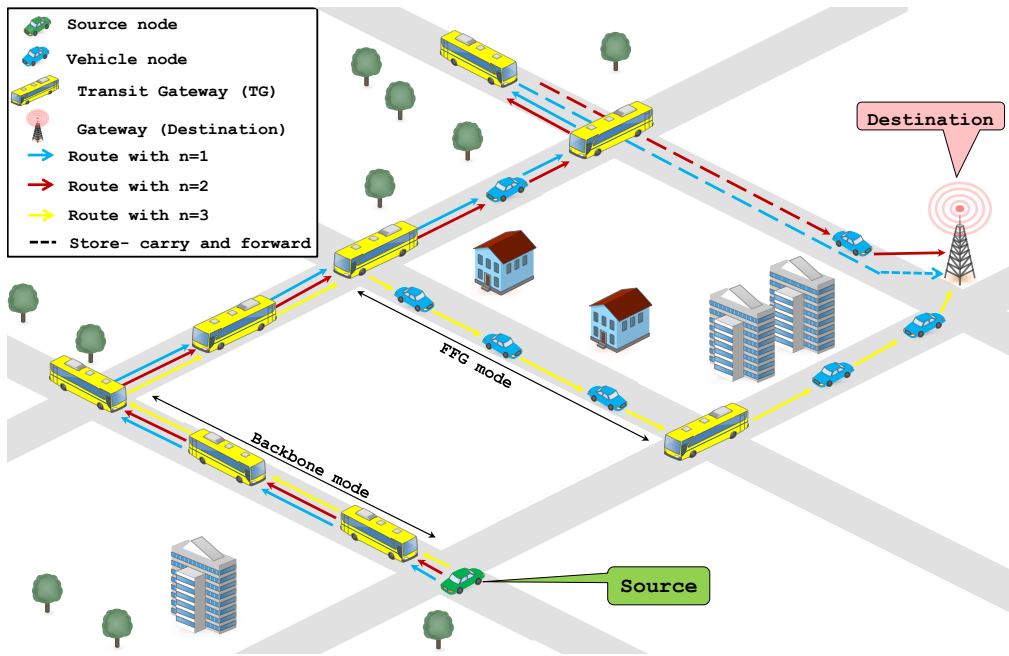 Source node
Vehicle node
Transit Gateway (TG)
Gateway (Destination)
Route with n=1
Route with n=2
Route with n=3
Store- carry and forward
Destination
FFG mode
Backbone mode
Source